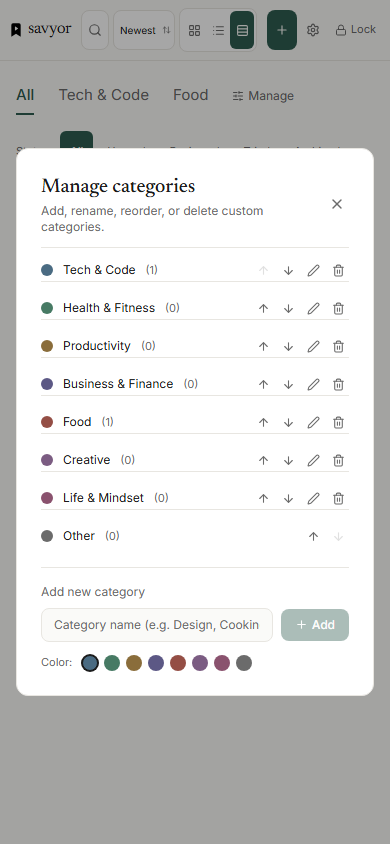 savyor
Newest
Lock
All
Tech & Code
Food
Manage
Manage categories
Add, rename, reorder, or delete custom
categories.
Tech & Code (1)
Health & Fitness (0)
Productivity (0)
Business & Finance (0)
Food (1)
Creative (0)
Life & Mindset (0)
Other (0)
Add new category
Category name (e.g. Design, Cookin
Add
Color: